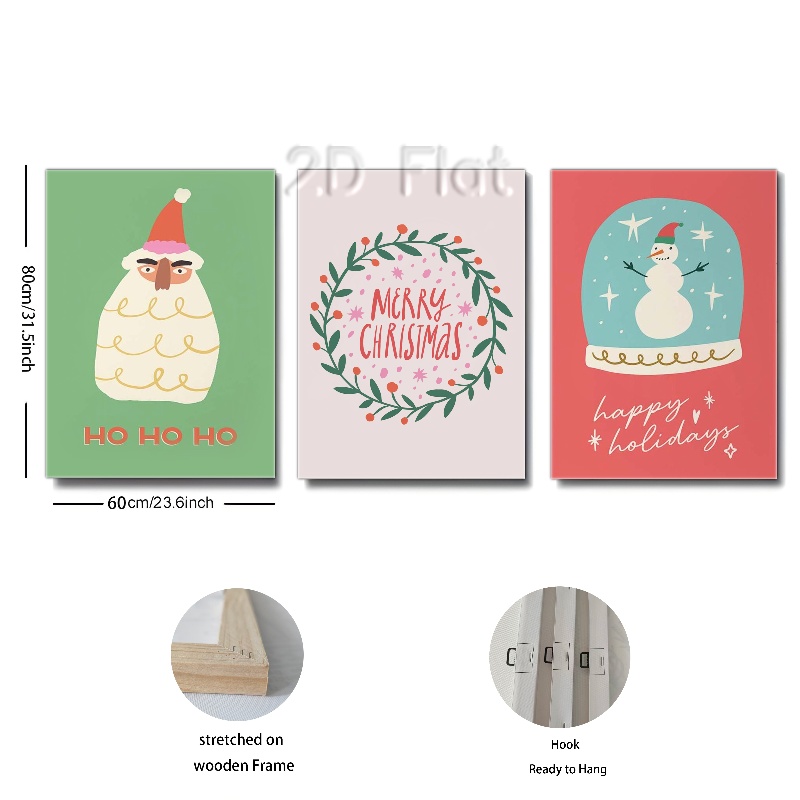 2D Flat
80cm/31.5inch
HO HO HO
MERRY
CHRISTMAS
happy
holidays
60cm/23.6inch
stretched on
wooden Frame
Hook
Ready to Hang